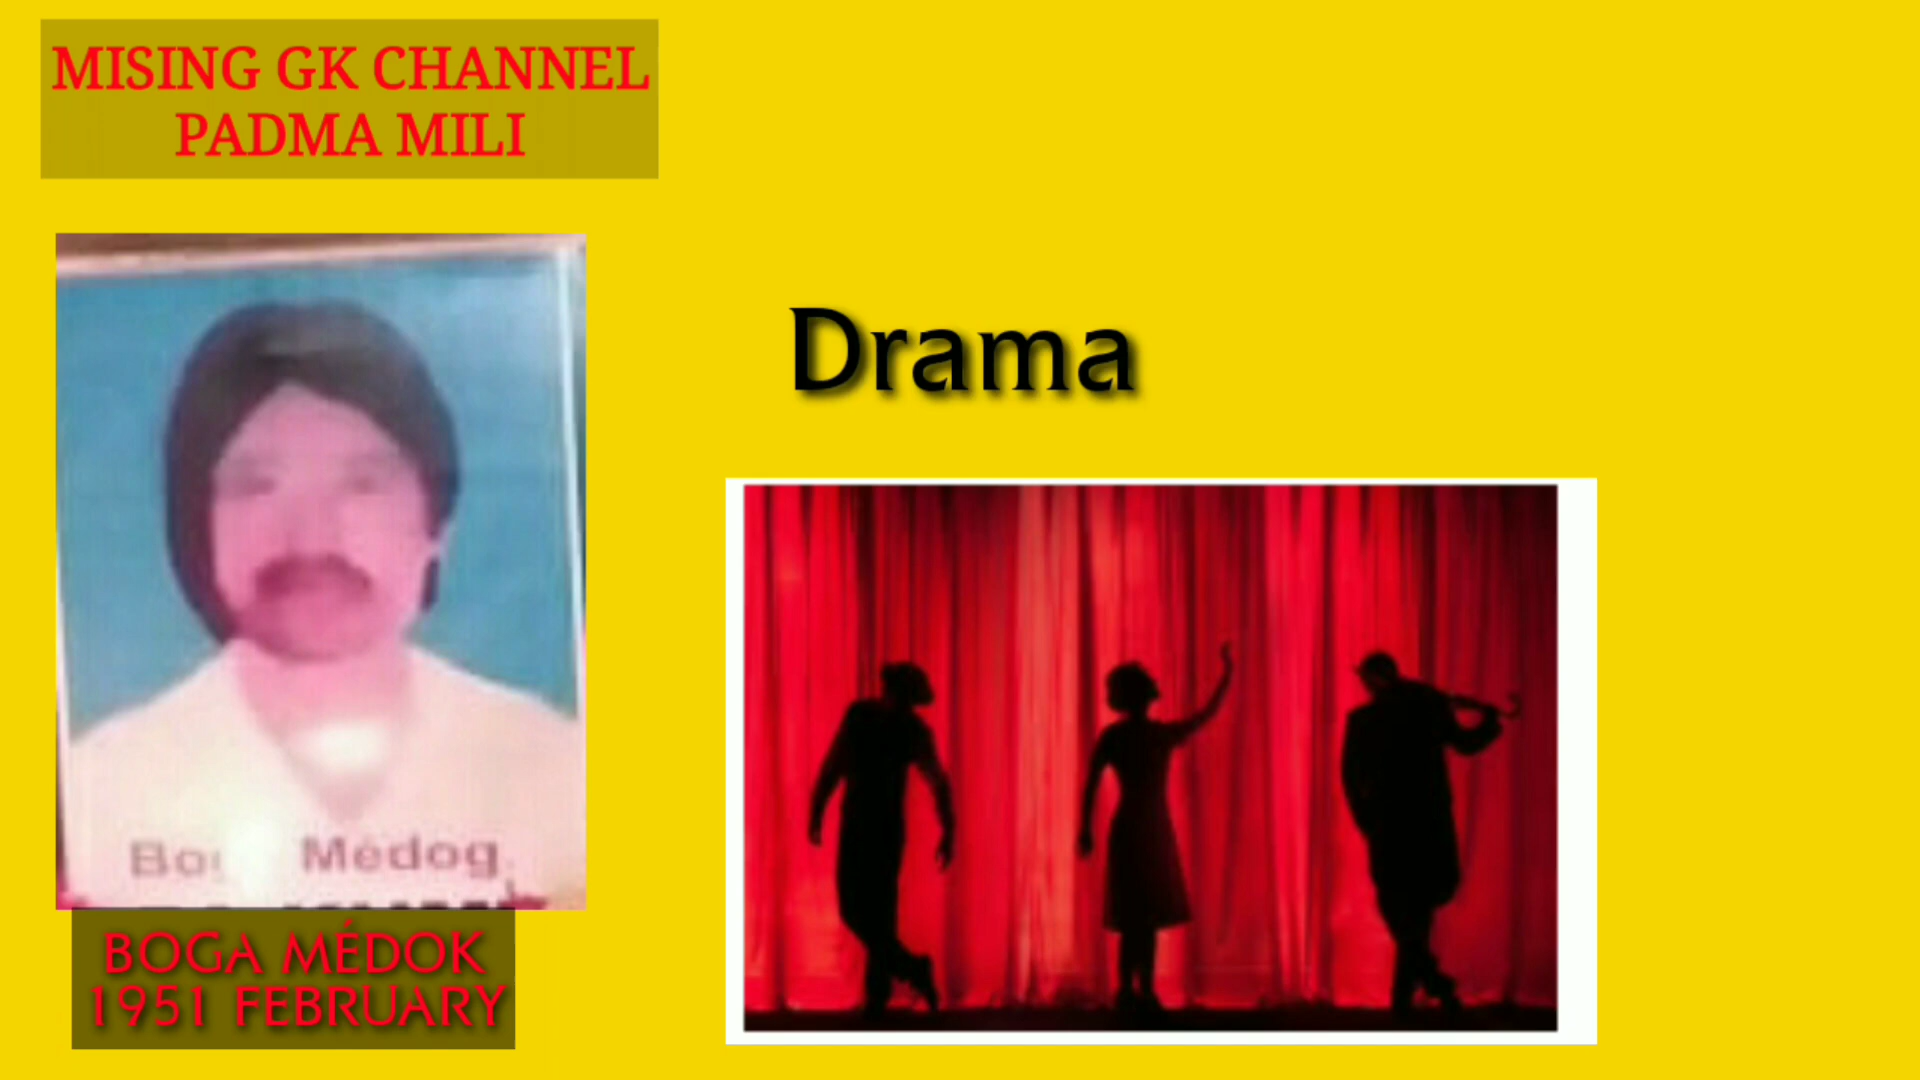 MISING GK CHANNEL
PADMA MILI
Drama
Médog
BOGA MÉDOK
1951 FEBRUARY